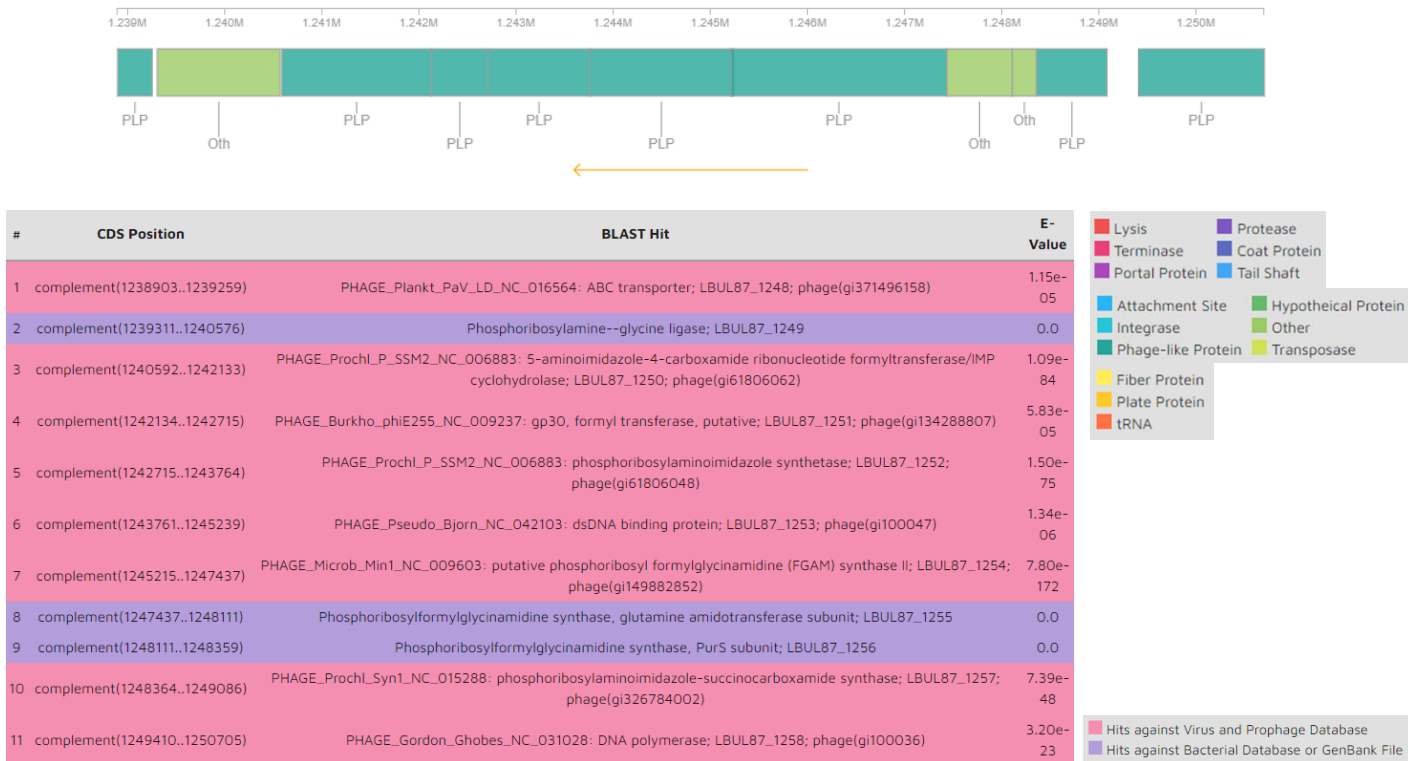 1.239M 1.240M 1.241M 1.242M 1.243M 1.244M 1.245M 1.246M 1.247M 1.248M 1.249M 1.250M
PLP PLP PLP PLP Oth PLP
Oth PLP PLP Oth PLP
# CDS Position BLAST Hit E-
Value
1 complement(1238903..1239259) PHAGE_Plankt_PaV_LD_NC_016564: ABC transporter; LBUL87_1248; phage(gi371496158) 1.15e-
05
2 complement(1239311..1240576) Phosphoribosylamine--glycine ligase; LBUL87_1249 0.0
3 complement(1240592..1242133) PHAGE_Prochl_P_SSM2_NC_006883: 5-aminoimidazole-4-carboxamide ribonucleotide formyltransferase/IMP 1.09e-
cyclohydrolase; LBUL87_1250; phage(gi61806062) 84
4 complement(1242134..1242715) PHAGE_Burkho_phiE255_NC_009237: gp30, formyl transferase, putative; LBUL87_1251; phage(gi134288807) 5.83e-
05
5 complement(1242715..1243764) PHAGE_Prochl_P_SSM2_NC_006883: phosphoribosylaminoimidazole synthetase; LBUL87_1252; 1.50e-
phage(gi61806048) 75
6 complement(1243761..1245239) PHAGE_Pseudo_Bjorn_NC_042103: dsDNA binding protein; LBUL87_1253; phage(gi100047) 1.34e-
06
7 complement(1245215..1247437) PHAGE_Microb_Min1_NC_009603: putative phosphoribosyl formylglycinamidine (FGAM) synthase II; LBUL87_1254; 7.80e-
phage(gi149882852) 172
8 complement(1247437..1248111) Phosphoribosylformylglycinamidine synthase, glutamine amidotransferase subunit; LBUL87_1255 0.0
9 complement(1248111..1248359) Phosphoribosylformylglycinamidine synthase, PurS subunit; LBUL87_1256 0.0
10 complement(1248364..1249086) PHAGE_Prochl_Syn1_NC_015288: phosphoribosylaminoimidazole-succinocarboxamide synthase; LBUL87_1257; 7.39e-
phage(gi326784002) 48
11 complement(1249410..1250705) PHAGE_Gordon_Ghobes_NC_031028: DNA polymerase; LBUL87_1258; phage(gi100036) 3.20e-
23
Lysis Protease
Terminase Coat Protein
Portal Protein Tail Shaft
Attachment Site Hypotheical Protein
Integrase Other
Phage-like Protein Transposase
Fiber Protein
Plate Protein
tRNA
Hits against Virus and Prophage Database
Hits against Bacterial Database or GenBank File